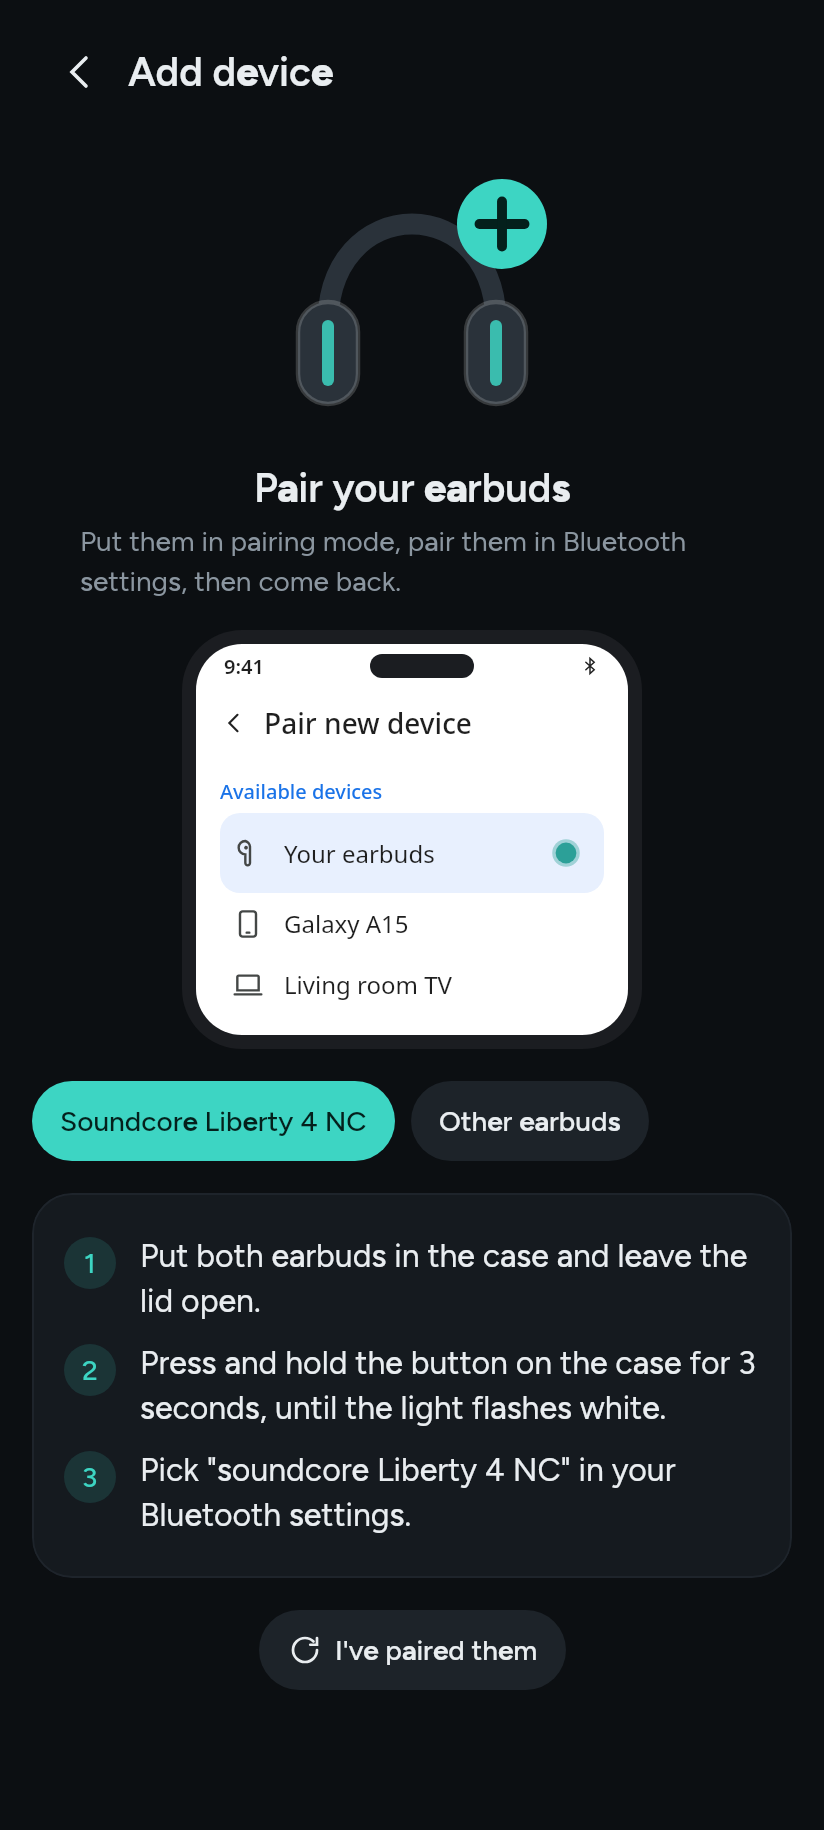 Add device
Pair your earbuds
Put them in pairing mode, pair them in Bluetooth
settings, then come back.
9:41
Pair new device
Available devices
Your earbuds
Galaxy A15
Living room TV
Soundcore Liberty 4 NC
Other earbuds
1 Put both earbuds in the case and leave the
lid open.
2 Press and hold the button on the case for 3
seconds, until the light flashes white.
3 Pick "soundcore Liberty 4 NC" in your
Bluetooth settings.
I've paired them